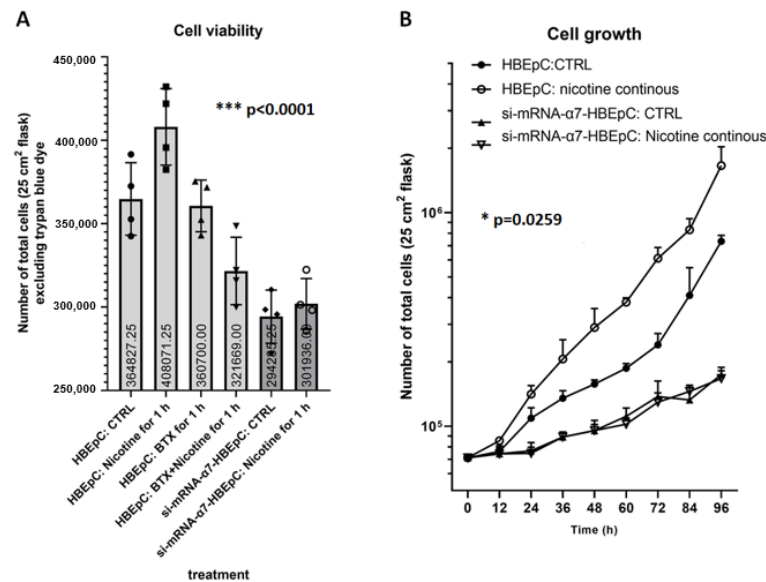 A
Cell viability
Number of total cells (25 cm² flask)
excluding trypan blue dye
450,000
400,000
350,000
300,000
250,000
*** p<0.0001
364827.25
408071.25
360700.00
321669.00
301936.
HBEpC: CTRL
HBEpC: Nicotine for 1 h
HBEpC: BTX for 1 h
HBEpC: BTX+Nicotine for 1 h
si-mRNA-α7-HBEpC: CTRL
si-mRNA-α7-HBEpC: Nicotine for 1 h
treatment
B
Cell growth
HBEpC:CTRL
HBEpC: nicotine continous
si-mRNA-α7-HBEpC: CTRL
si-mRNA-α7-HBEpC: Nicotine continous
* p=0.0259
Number of total cells (25 cm² flask)
10⁶
10⁵
0 12 24 36 48 60 72 84 96
Time (h)